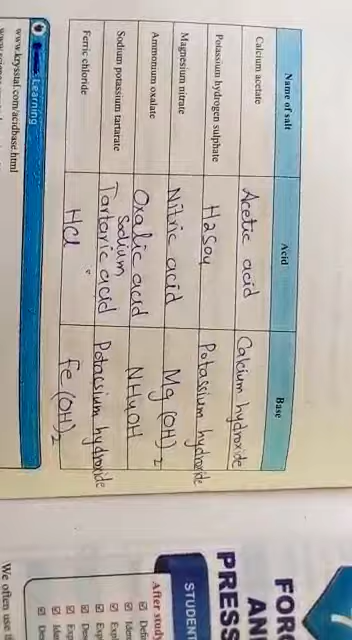 Name of salt Acid Base
Calcium acetate Acetic acid Calcium hydroxide
Potassium hydrogen sulphate H2SO4 Potassium hydroxide
Magnesium nitrate Nitric acid Mg(OH)2
Ammonium oxalate Oxalic acid NH4OH
Sodium potassium tartarate Sodium Tartaric acid Potassium hydroxide
Ferric chloride HCl Fe(OH)2
Learning
www.krysstal.com/acidbase.html
FOR
AN
PRESS
STUDENT
After study
We often use